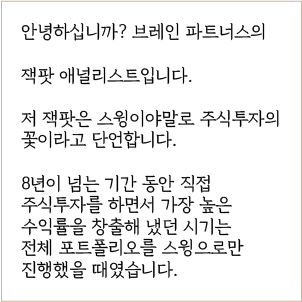 안녕하십니까? 브레인 파트너스의
잭팟 애널리스트입니다.
저 잭팟은 스윙이야말로 주식투자의
꽃이라고 단언합니다.
8년이 넘는 기간 동안 직접
주식투자를 하면서 가장 높은
수익률을 창출해 냈던 시기는
전체 포트폴리오를 스윙으로만
진행했을 때였습니다.